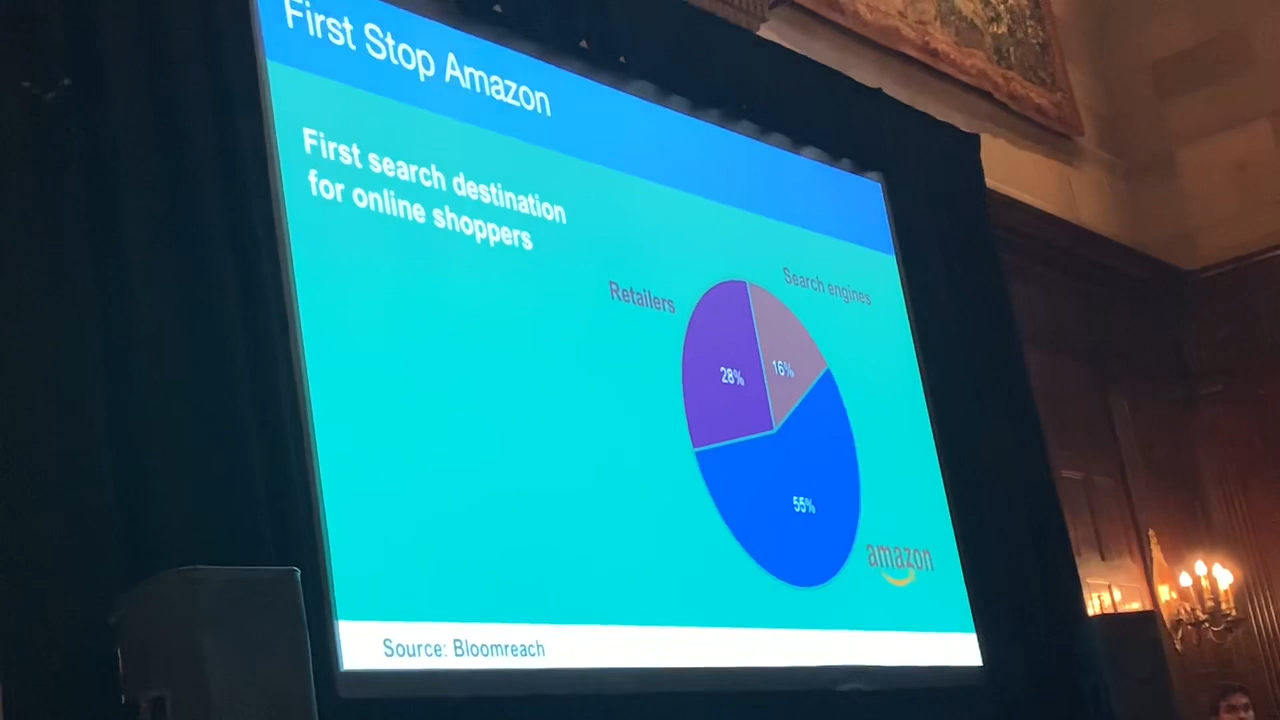 First Stop Amazon
First search destination
for online shoppers
Retailers
Search engines
28%
16%
55%
amazon
Source: Bloomreach